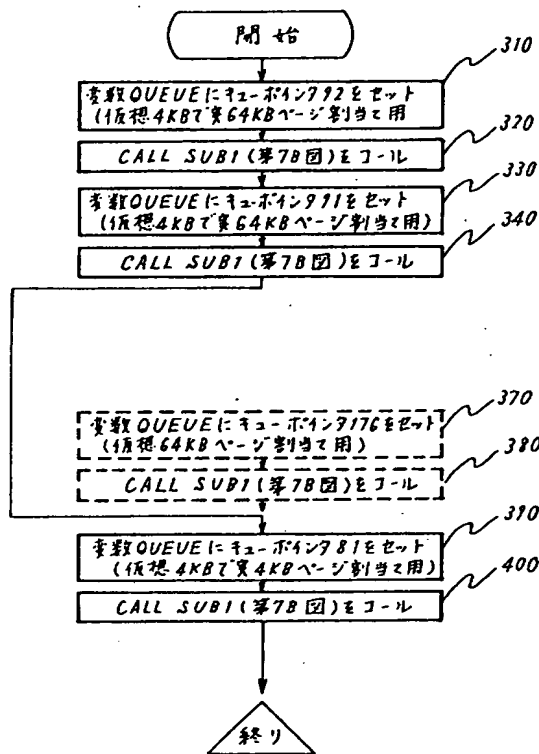 開始
310
変数QUEUEにキューポインタ92をセット
(仮想4KBで実64KBページ割当て用
320
CALL SUB1(第7B図)をコール
330
変数QUEUEにキューポインタ91をセット
(仮想4KBで実64KBページ割当て用)
340
CALL SUB1(第7B図)をコール
370
変数QUEUEにキューポインタ176をセット
(仮想64KBページ割当て用)
380
CALL SUB1(第7B図)をコール
390
変数QUEUEにキューポインタ81をセット
(仮想4KBで実4KBページ割当て用)
400
CALL SUB1(第7B図)をコール
終り